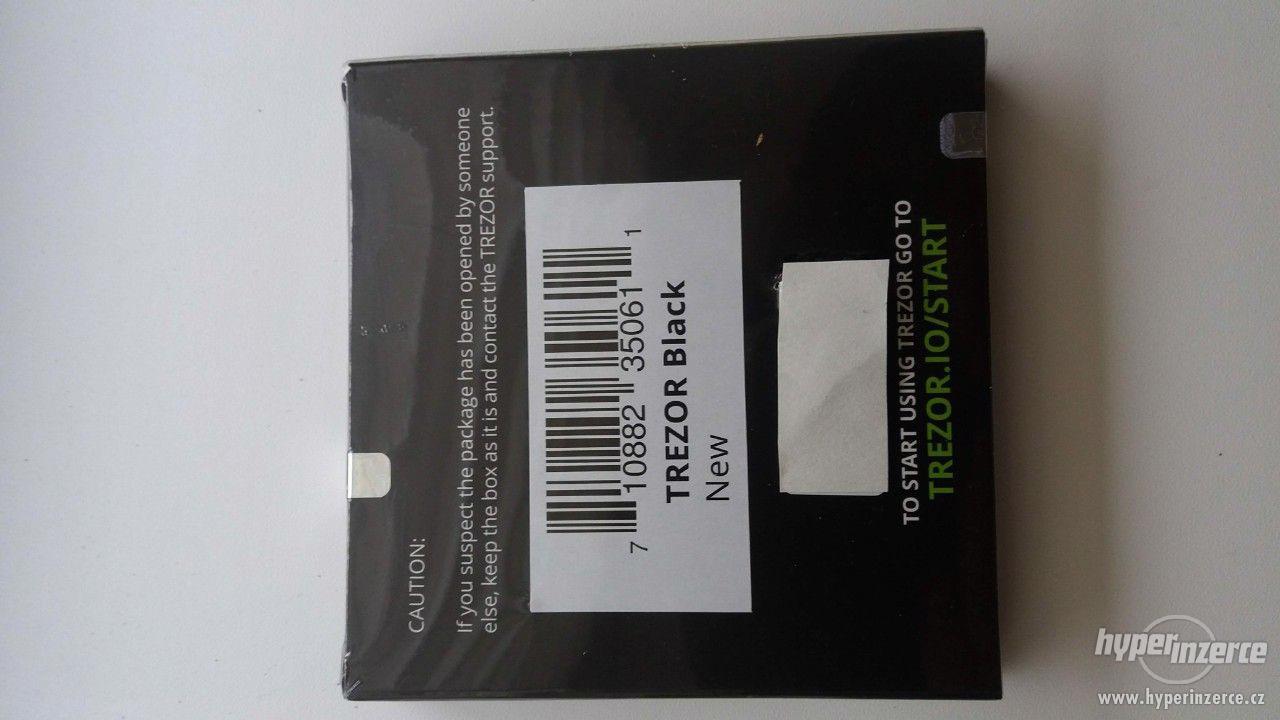 CAUTION:
If you suspect the package has been opened by someone
else, keep the box as it is and contact the TREZOR support.
7 10882 35061 1
TREZOR Black
New
TO START USING TREZOR GO TO
TREZOR.IO/START
hyperinzerce
www.hyperinzerce.cz